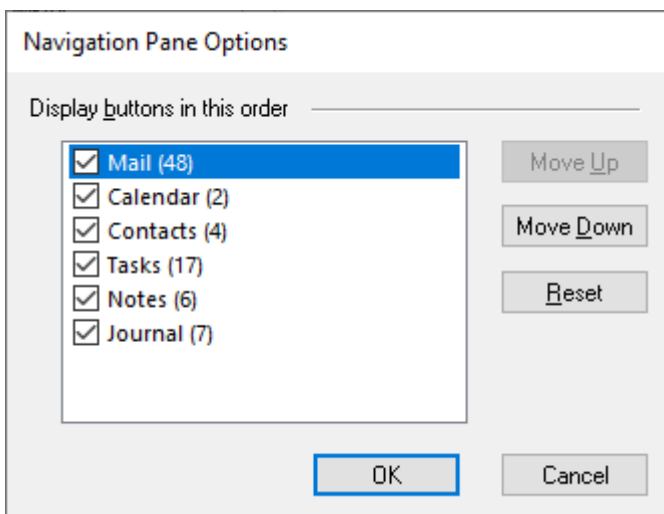 Navigation Pane Options
Display buttons in this order
Mail (48)
Calendar (2)
Contacts (4)
Tasks (17)
Notes (6)
Journal (7)
Move Up
Move Down
Reset
OK
Cancel